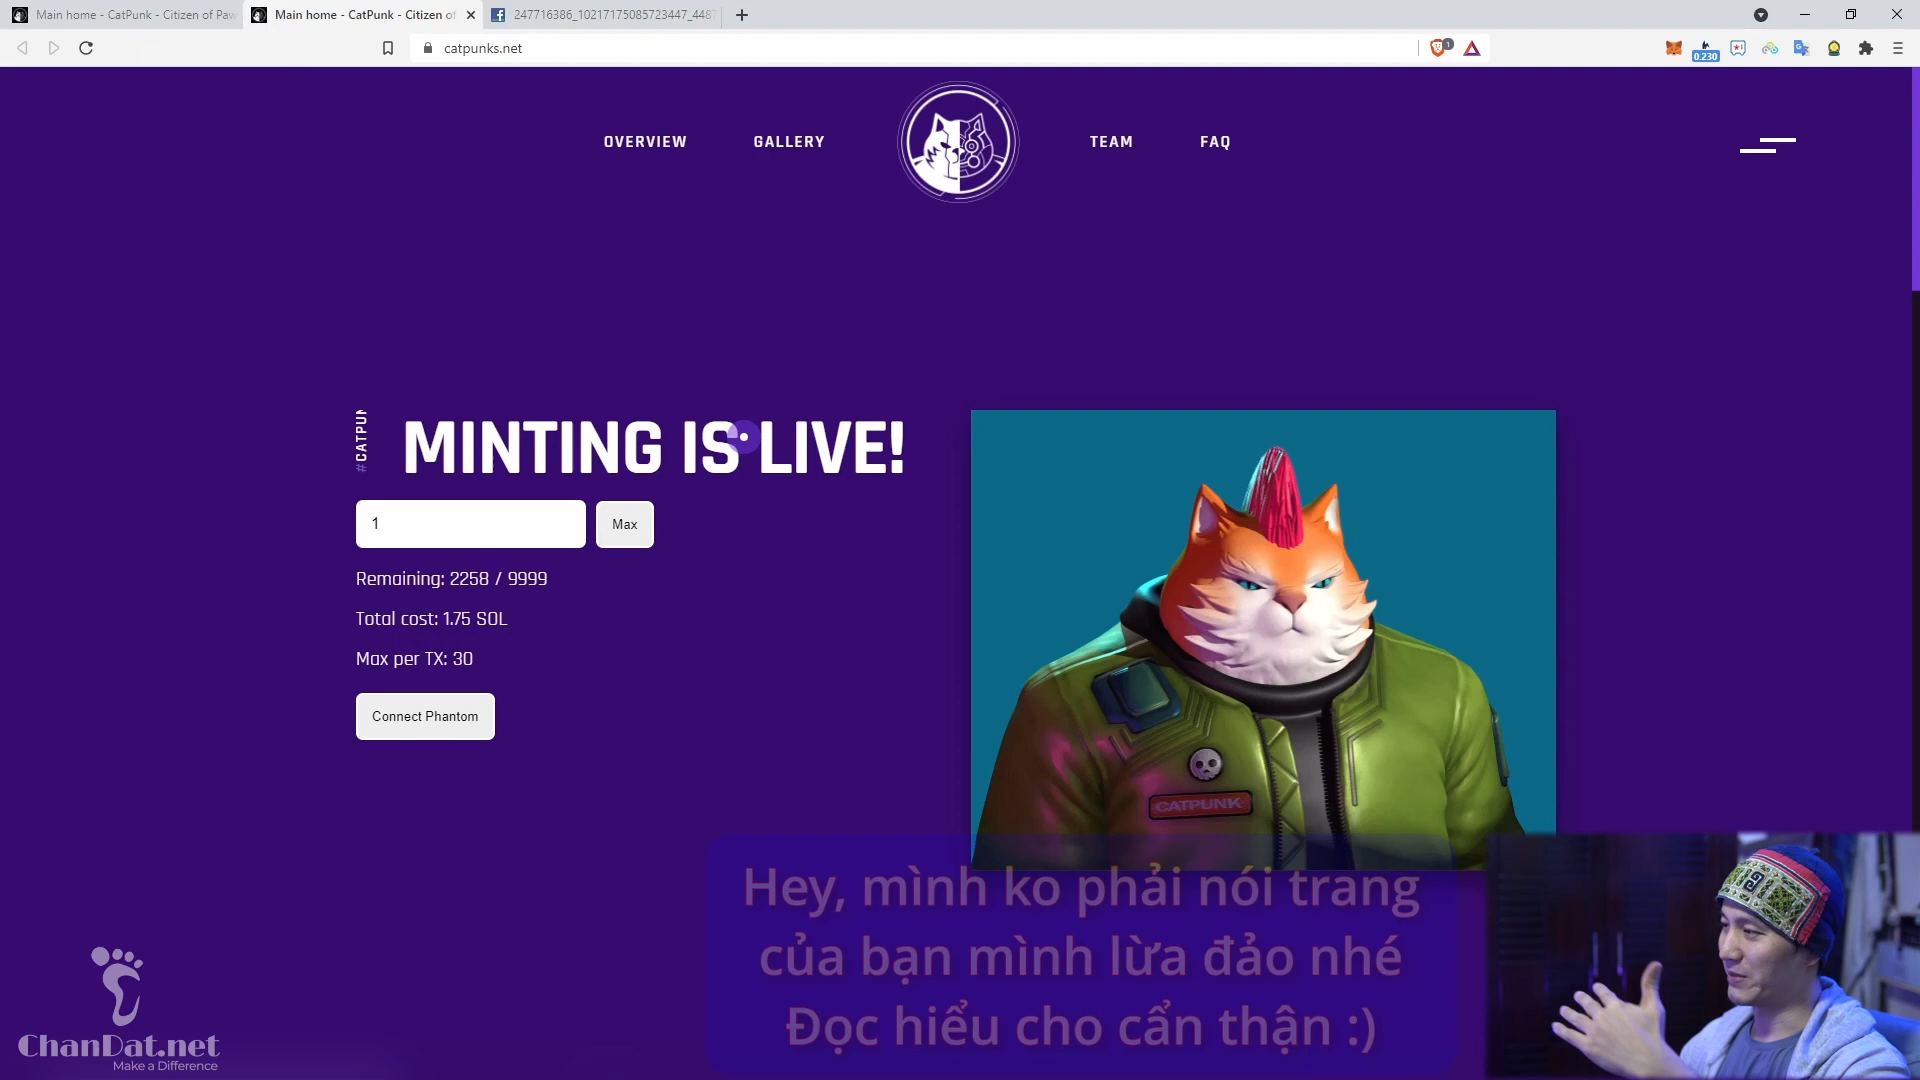 Main home - CatPunk - Citizen of Paw
Main home - CatPunk - Citizen of
247716386_10217175085723447_4487
catpunks.net
1
0.230
OVERVIEW
GALLERY
TEAM
FAQ
#CATPUN
MINTING IS LIVE!
1
Max
Remaining: 2258 / 9999
Total cost: 1.75 SOL
Max per TX: 30
Connect Phantom
CATPUNK
Hey, mình ko phải nói trang
của bạn mình lừa đảo nhé
Đọc hiểu cho cẩn thận :)
ChanDat.net
Make a Difference